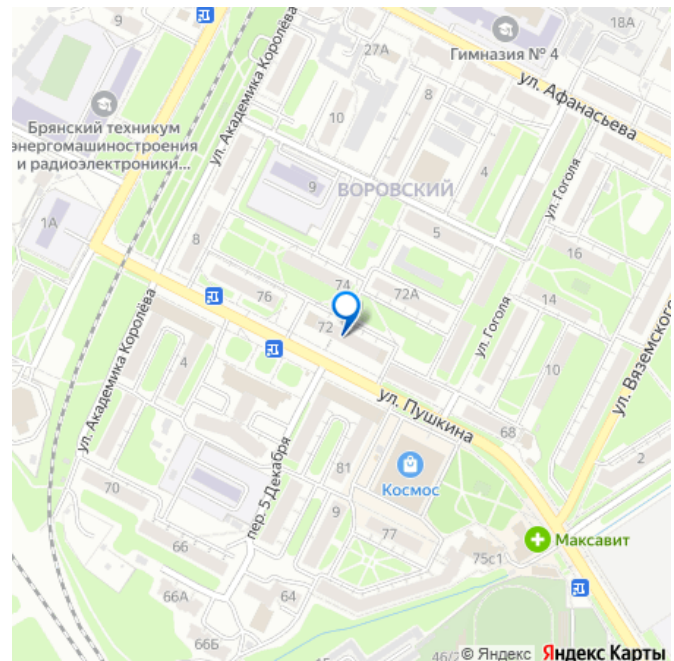 9
18А
27А
Гимназия № 4
ул. Афанасьева
ул. Академика Королёва
8
10
Брянский техникум
энергомашиностроения
и радиоэлектроники...
9
ВОРОВСКИЙ
4
ул. Гоголя
1А
8
5
16
74
72А
76
14
72
ул. Гоголя
ул. Академика Королёва
4
10
ул. Вяземского
ул. Пушкина
68
пер. 5 Декабря
81
Космос
2
70
9
77
66
Максавит
75с1
66А
64
66Б
46/2
© Яндекс Яндекс Карты